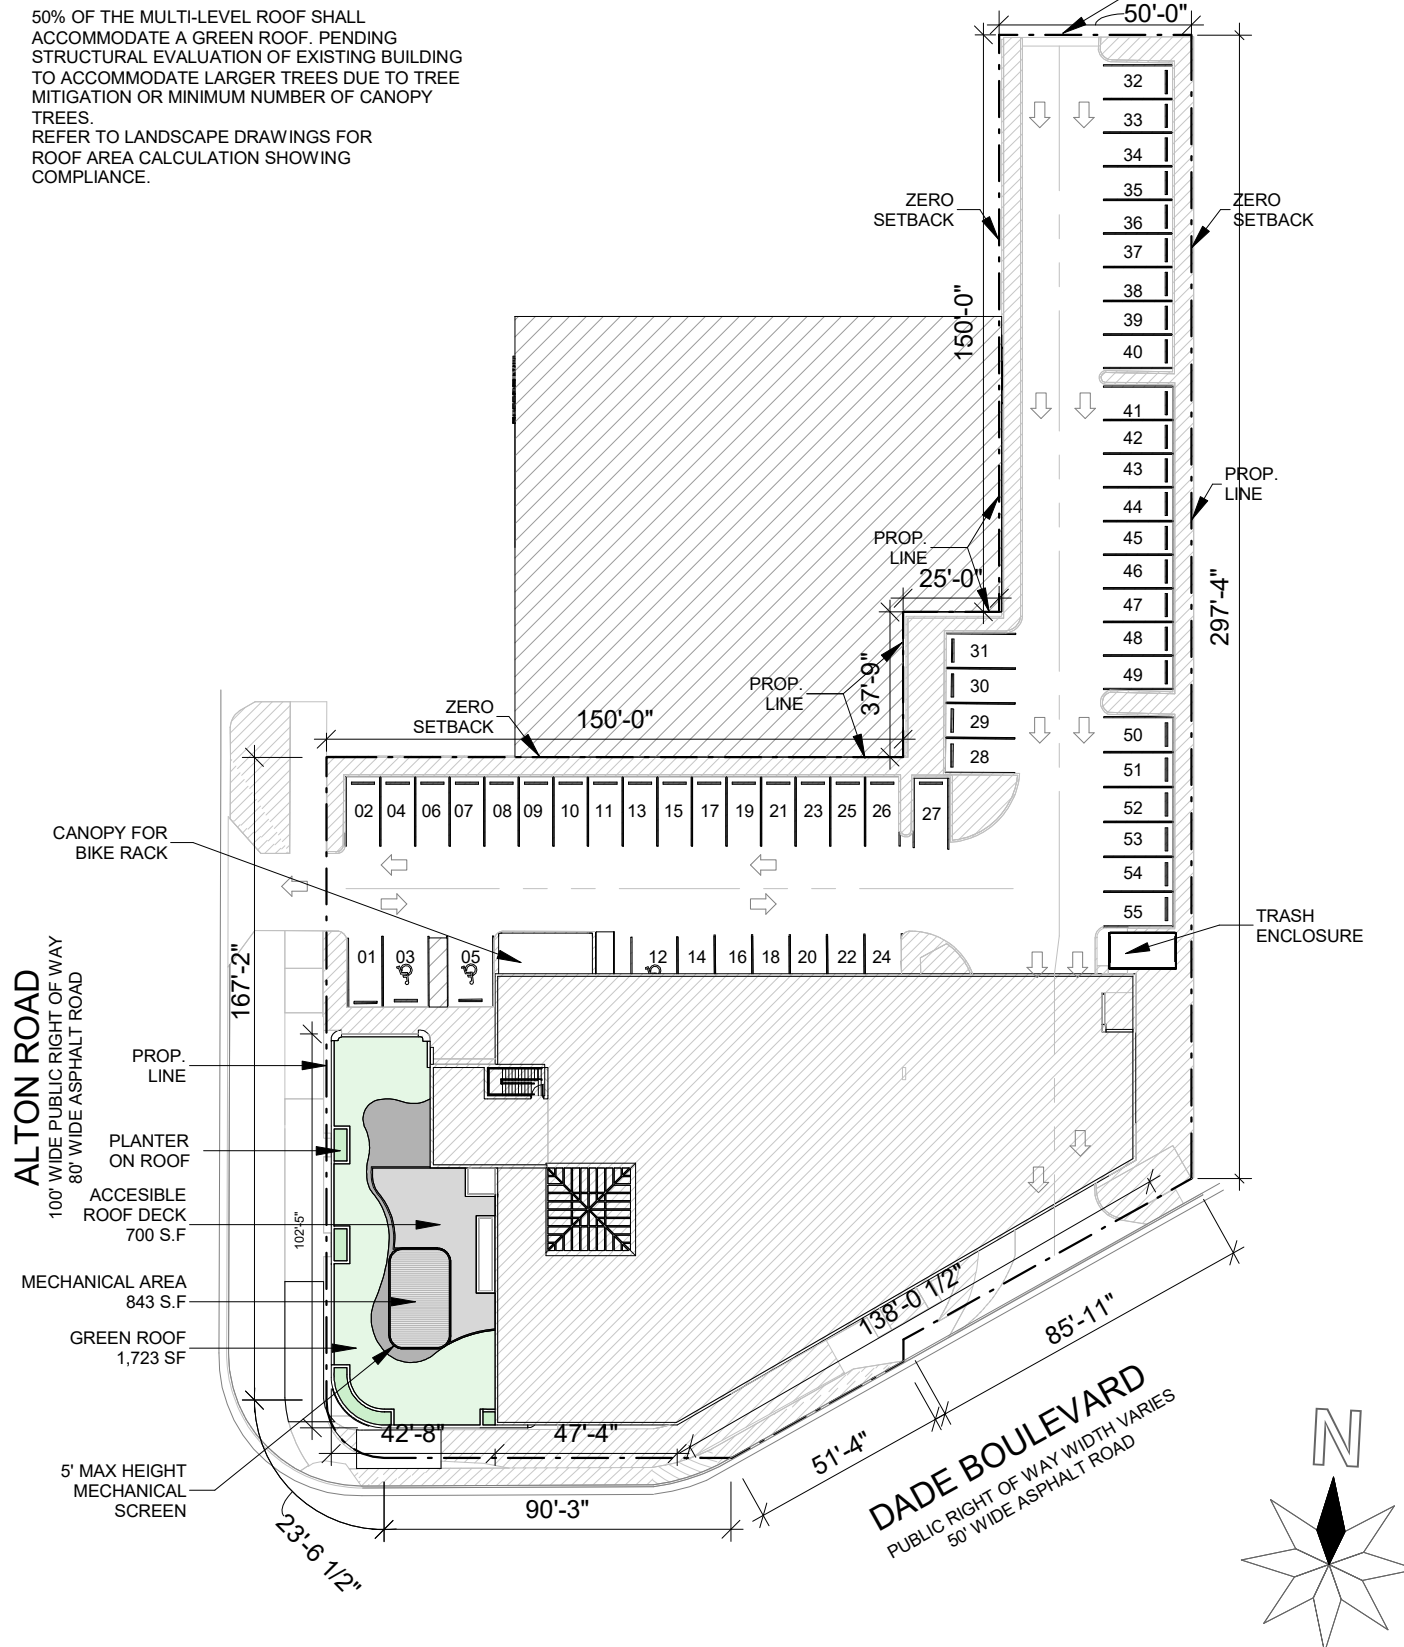 50% OF THE MULTI-LEVEL ROOF SHALL
ACCOMMODATE A GREEN ROOF. PENDING
STRUCTURAL EVALUATION OF EXISTING BUILDING
TO ACCOMMODATE LARGER TREES DUE TO TREE
MITIGATION OR MINIMUM NUMBER OF CANOPY
TREES.
REFER TO LANDSCAPE DRAWINGS FOR
ROOF AREA CALCULATION SHOWING
COMPLIANCE.
50'-0"
32
33
34
35
36
37
38
39
40
41
42
43
44
45
46
47
48
49
50
51
52
53
54
55
ZERO
SETBACK
ZERO
SETBACK
150'-0"
PROP.
LINE
PROP.
LINE
25'-0"
297'-4"
31
30
29
28
37'-9"
PROP.
LINE
ZERO
SETBACK
150'-0"
02
04
06
07
08
09
10
11
13
15
17
19
21
23
25
26
27
CANOPY FOR
BIKE RACK
01
03
05
12
14
16
18
20
22
24
TRASH
ENCLOSURE
167'-2"
ALTON ROAD
100' WIDE PUBLIC RIGHT OF WAY
80' WIDE ASPHALT ROAD
PROP.
LINE
PLANTER
ON ROOF
ACCESIBLE
ROOF DECK
700 S.F
102'-5"
MECHANICAL AREA
843 S.F
GREEN ROOF
1,723 SF
5' MAX HEIGHT
MECHANICAL
SCREEN
42'-8"
47'-4"
138'-0 1/2"
85'-11"
51'-4"
90'-3"
23'-6 1/2"
DADE BOULEVARD
PUBLIC RIGHT OF WAY WIDTH VARIES
50' WIDE ASPHALT ROAD
N